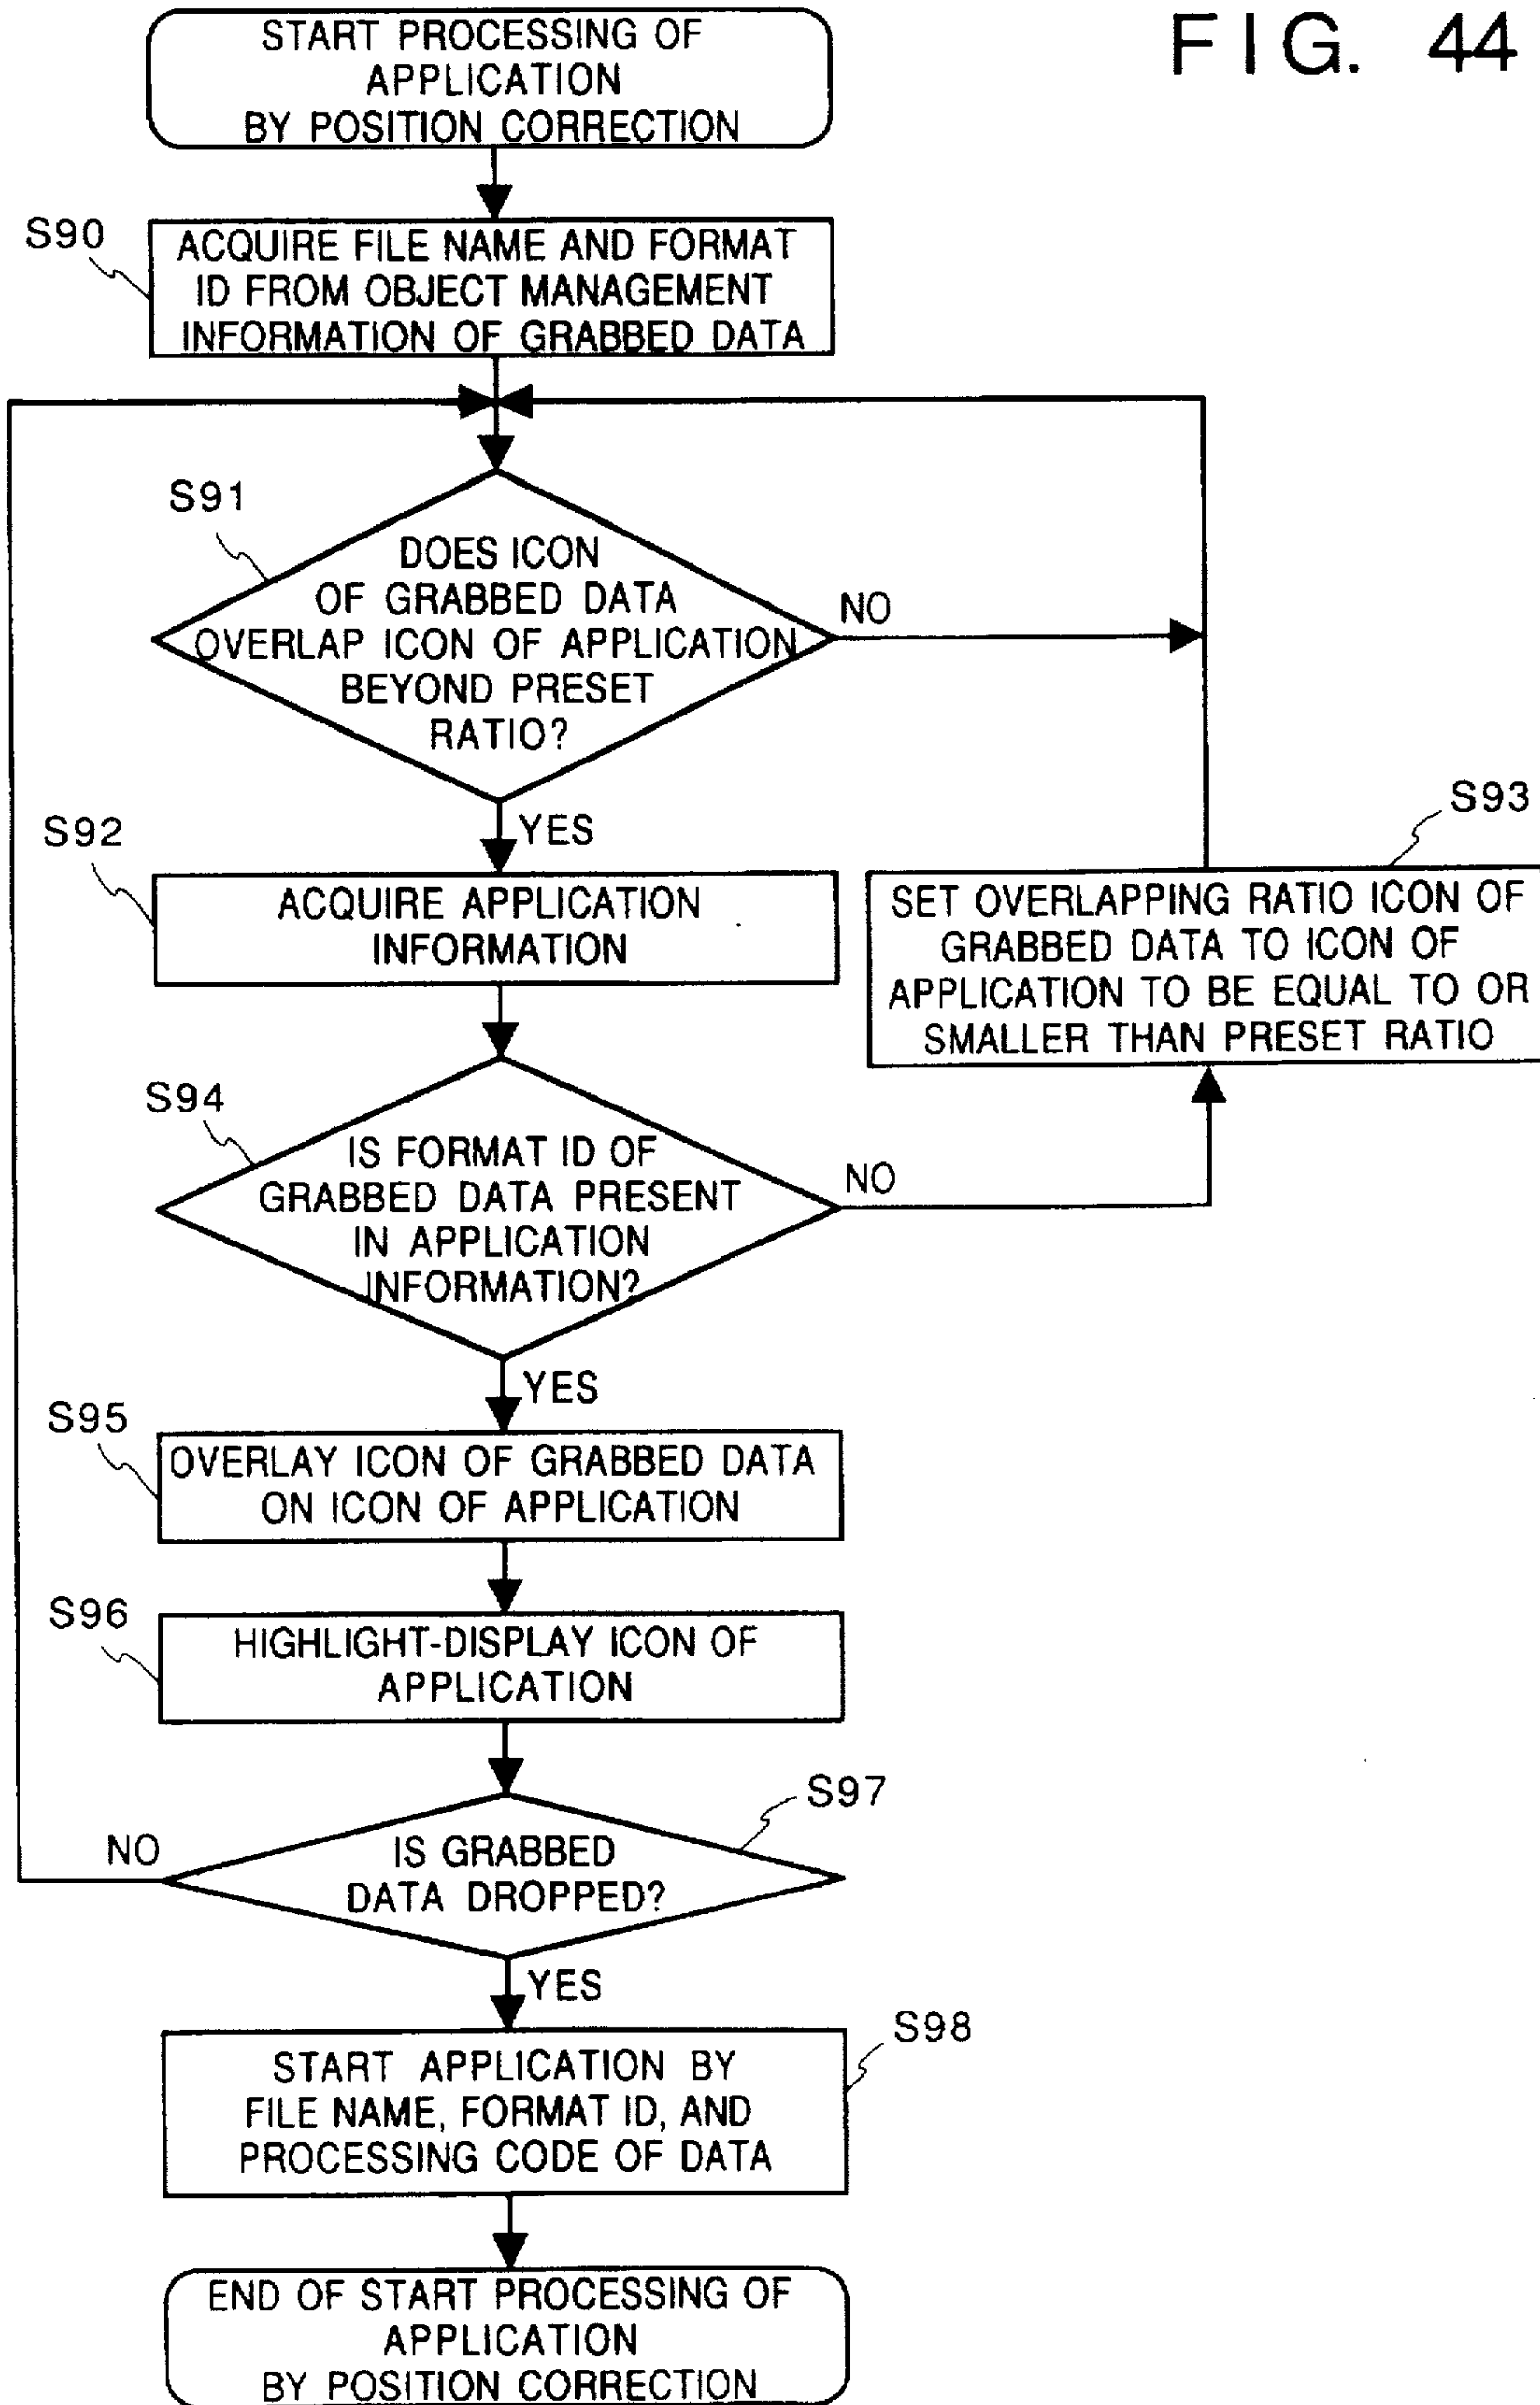 FIG. 44
START PROCESSING OF
APPLICATION
BY POSITION CORRECTION
S90
ACQUIRE FILE NAME AND FORMAT
ID FROM OBJECT MANAGEMENT
INFORMATION OF GRABBED DATA
S91
DOES ICON
OF GRABBED DATA
OVERLAP ICON OF APPLICATION
BEYOND PRESET
RATIO?
NO
YES
S92
ACQUIRE APPLICATION
INFORMATION
S93
SET OVERLAPPING RATIO ICON OF
GRABBED DATA TO ICON OF
APPLICATION TO BE EQUAL TO OR
SMALLER THAN PRESET RATIO
S94
IS FORMAT ID OF
GRABBED DATA PRESENT
IN APPLICATION
INFORMATION?
NO
YES
S95
OVERLAY ICON OF GRABBED DATA
ON ICON OF APPLICATION
S96
HIGHLIGHT-DISPLAY ICON OF
APPLICATION
S97
IS GRABBED
DATA DROPPED?
NO
YES
S98
START APPLICATION BY
FILE NAME, FORMAT ID, AND
PROCESSING CODE OF DATA
END OF START PROCESSING OF
APPLICATION
BY POSITION CORRECTION